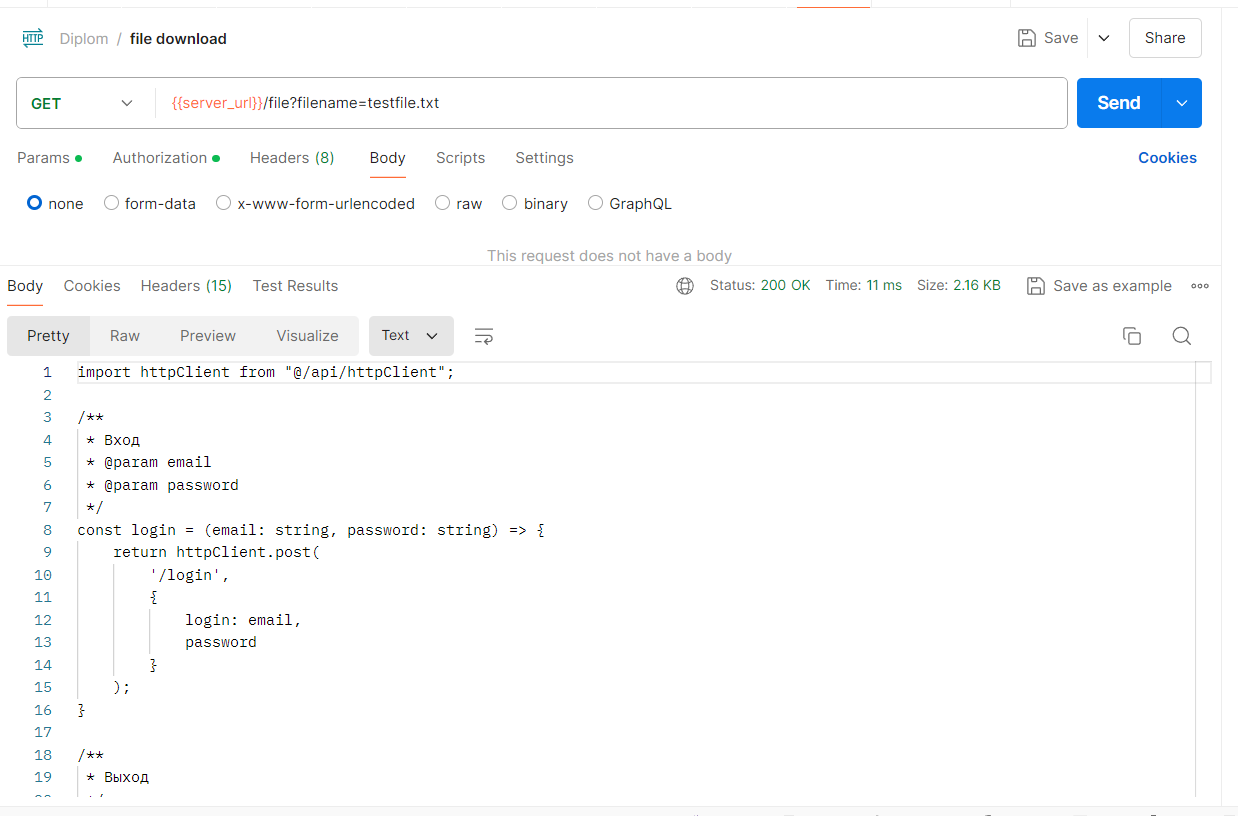 HTTP Diplom / file download Save Share
GET {{server_url}}/file?filename=testfile.txt Send
Params Authorization Headers (8) Body Scripts Settings Cookies
none form-data x-www-form-urlencoded raw binary GraphQL
This request does not have a body
Body Cookies Headers (15) Test Results Status: 200 OK Time: 11 ms Size: 2.16 KB Save as example
Pretty Raw Preview Visualize Text
1 import httpClient from "@/api/httpClient";
2
3 /**
4 * Вход
5 * @param email
6 * @param password
7 */
8 const login = (email: string, password: string) => {
9 return httpClient.post(
10 '/login',
11 {
12 login: email,
13 password
14 }
15 );
16 }
17
18 /**
19 * Выход